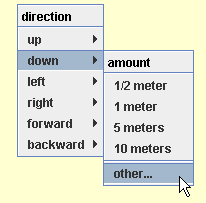 direction
up
down
left
right
forward
backward
amount
1/2 meter
1 meter
5 meters
10 meters
other...